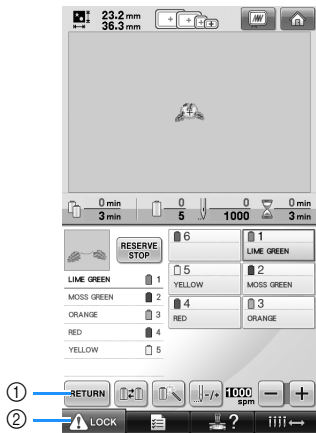 23.2 mm
36.3 mm
0 min
3 min
0
5
0
1000
0 min
3 min
RESERVE
STOP
LIME GREEN 1
MOSS GREEN 2
ORANGE 3
RED 4
YELLOW 5
6
1
LIME GREEN
5
YELLOW
2
MOSS GREEN
4
RED
3
ORANGE
1
RETURN
-/+
1000
spm
- +
2
LOCK
?